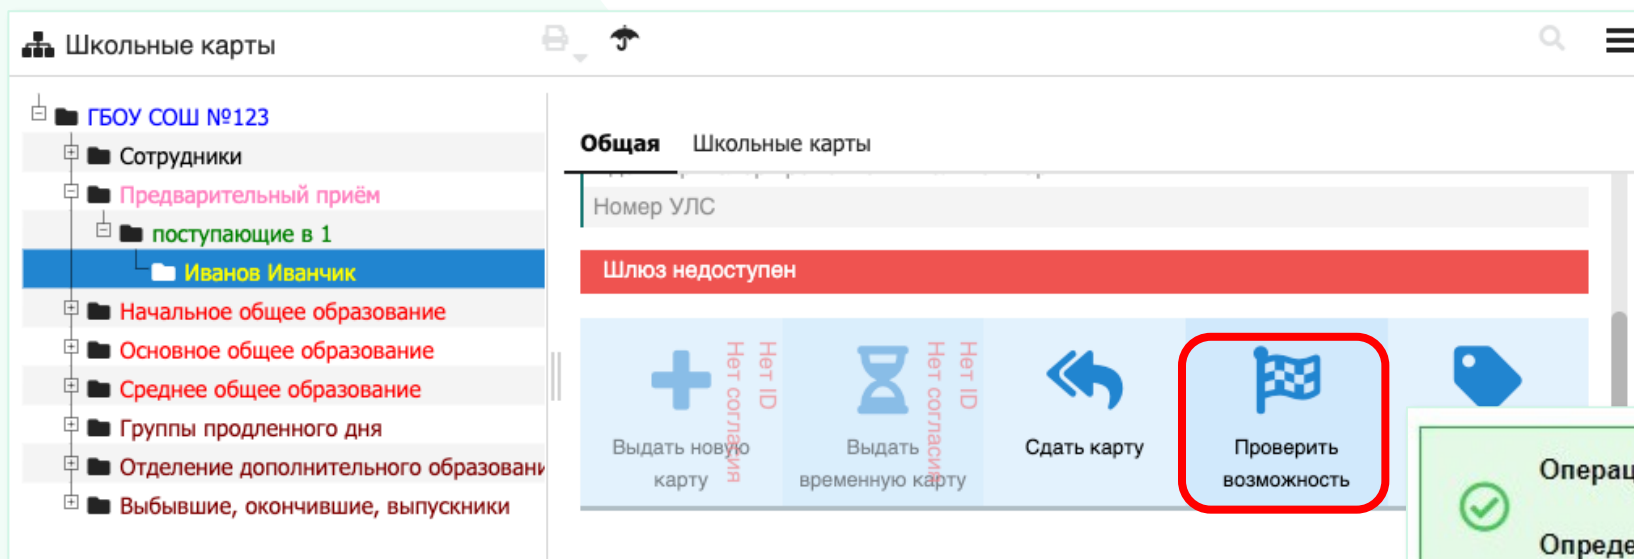 Школьные карты
ГБОУ СОШ №123
Сотрудники
Предварительный приём
поступающие в 1
Иванов Иванчик
Начальное общее образование
Основное общее образование
Среднее общее образование
Группы продленного дня
Отделение дополнительного образовани
Выбывшие, окончившие, выпускники
Общая Школьные карты
Номер УЛС
Шлюз недоступен
Выдать новую
карту
Нет ID
Нет согласия
Выдать
временную карту
Нет ID
Нет согласия
Сдать карту
Проверить
возможность
Операц
Опреде